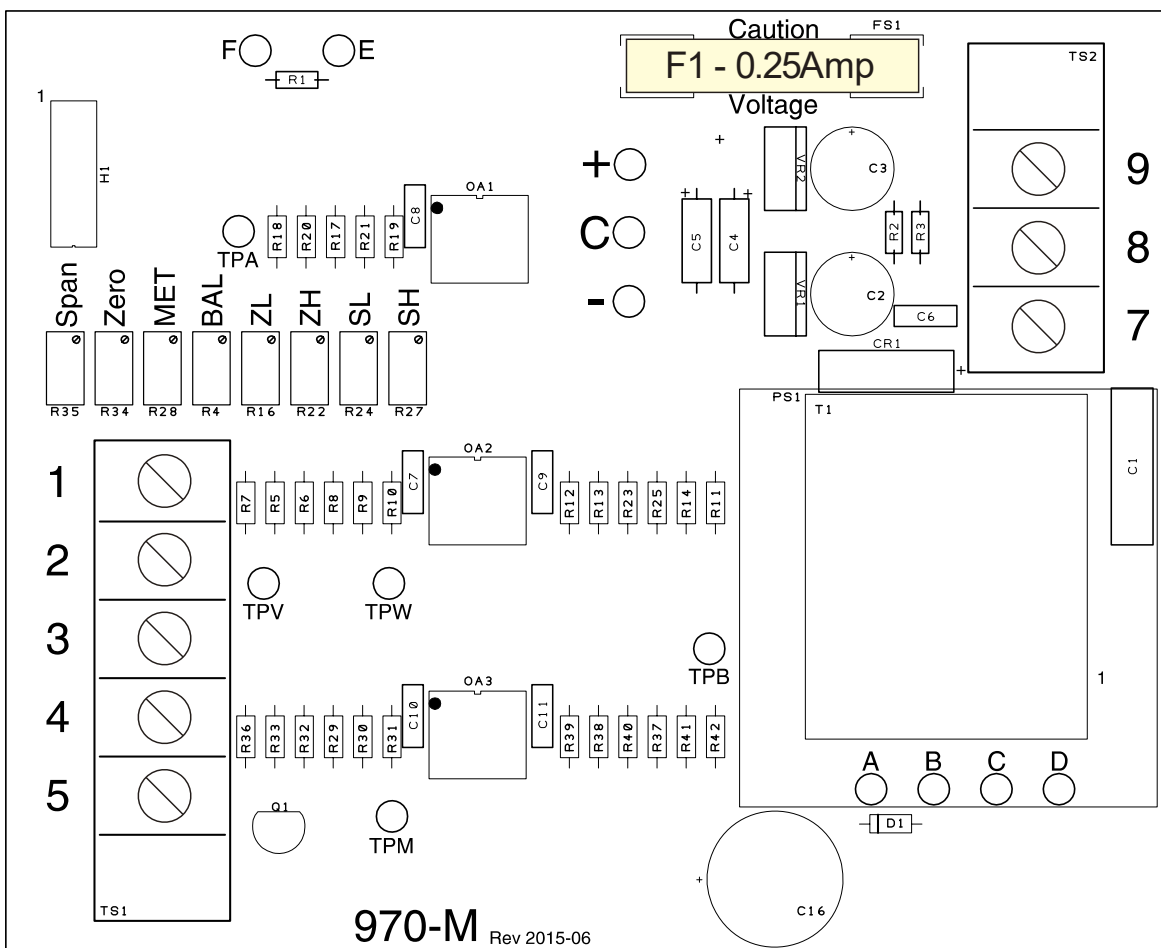 Caution
FS1
F1 - 0.25Amp
Voltage
F
E
R1
TS2
9
8
7
1
H1
+
C
-
+
VR2
+
C3
+
C5
+
C4
R2
R3
VR1
+
C2
C6
CR1
+
TPA
R18
R20
R17
R21
R19
C8
OA1
Span
Zero
MET
BAL
ZL
ZH
SL
SH
R35
R34
R28
R4
R16
R22
R24
R27
PS1
T1
C1
1
1
2
3
4
5
TS1
R7
R5
R6
R8
R9
R10
C7
OA2
C9
R12
R13
R23
R25
R14
R11
TPV
TPW
TPB
R36
R33
R32
R29
R30
R31
C10
OA3
C11
R39
R38
R40
R37
R41
R42
A
B
C
D
D1
Q1
TPM
+
C16
970-M Rev 2015-06